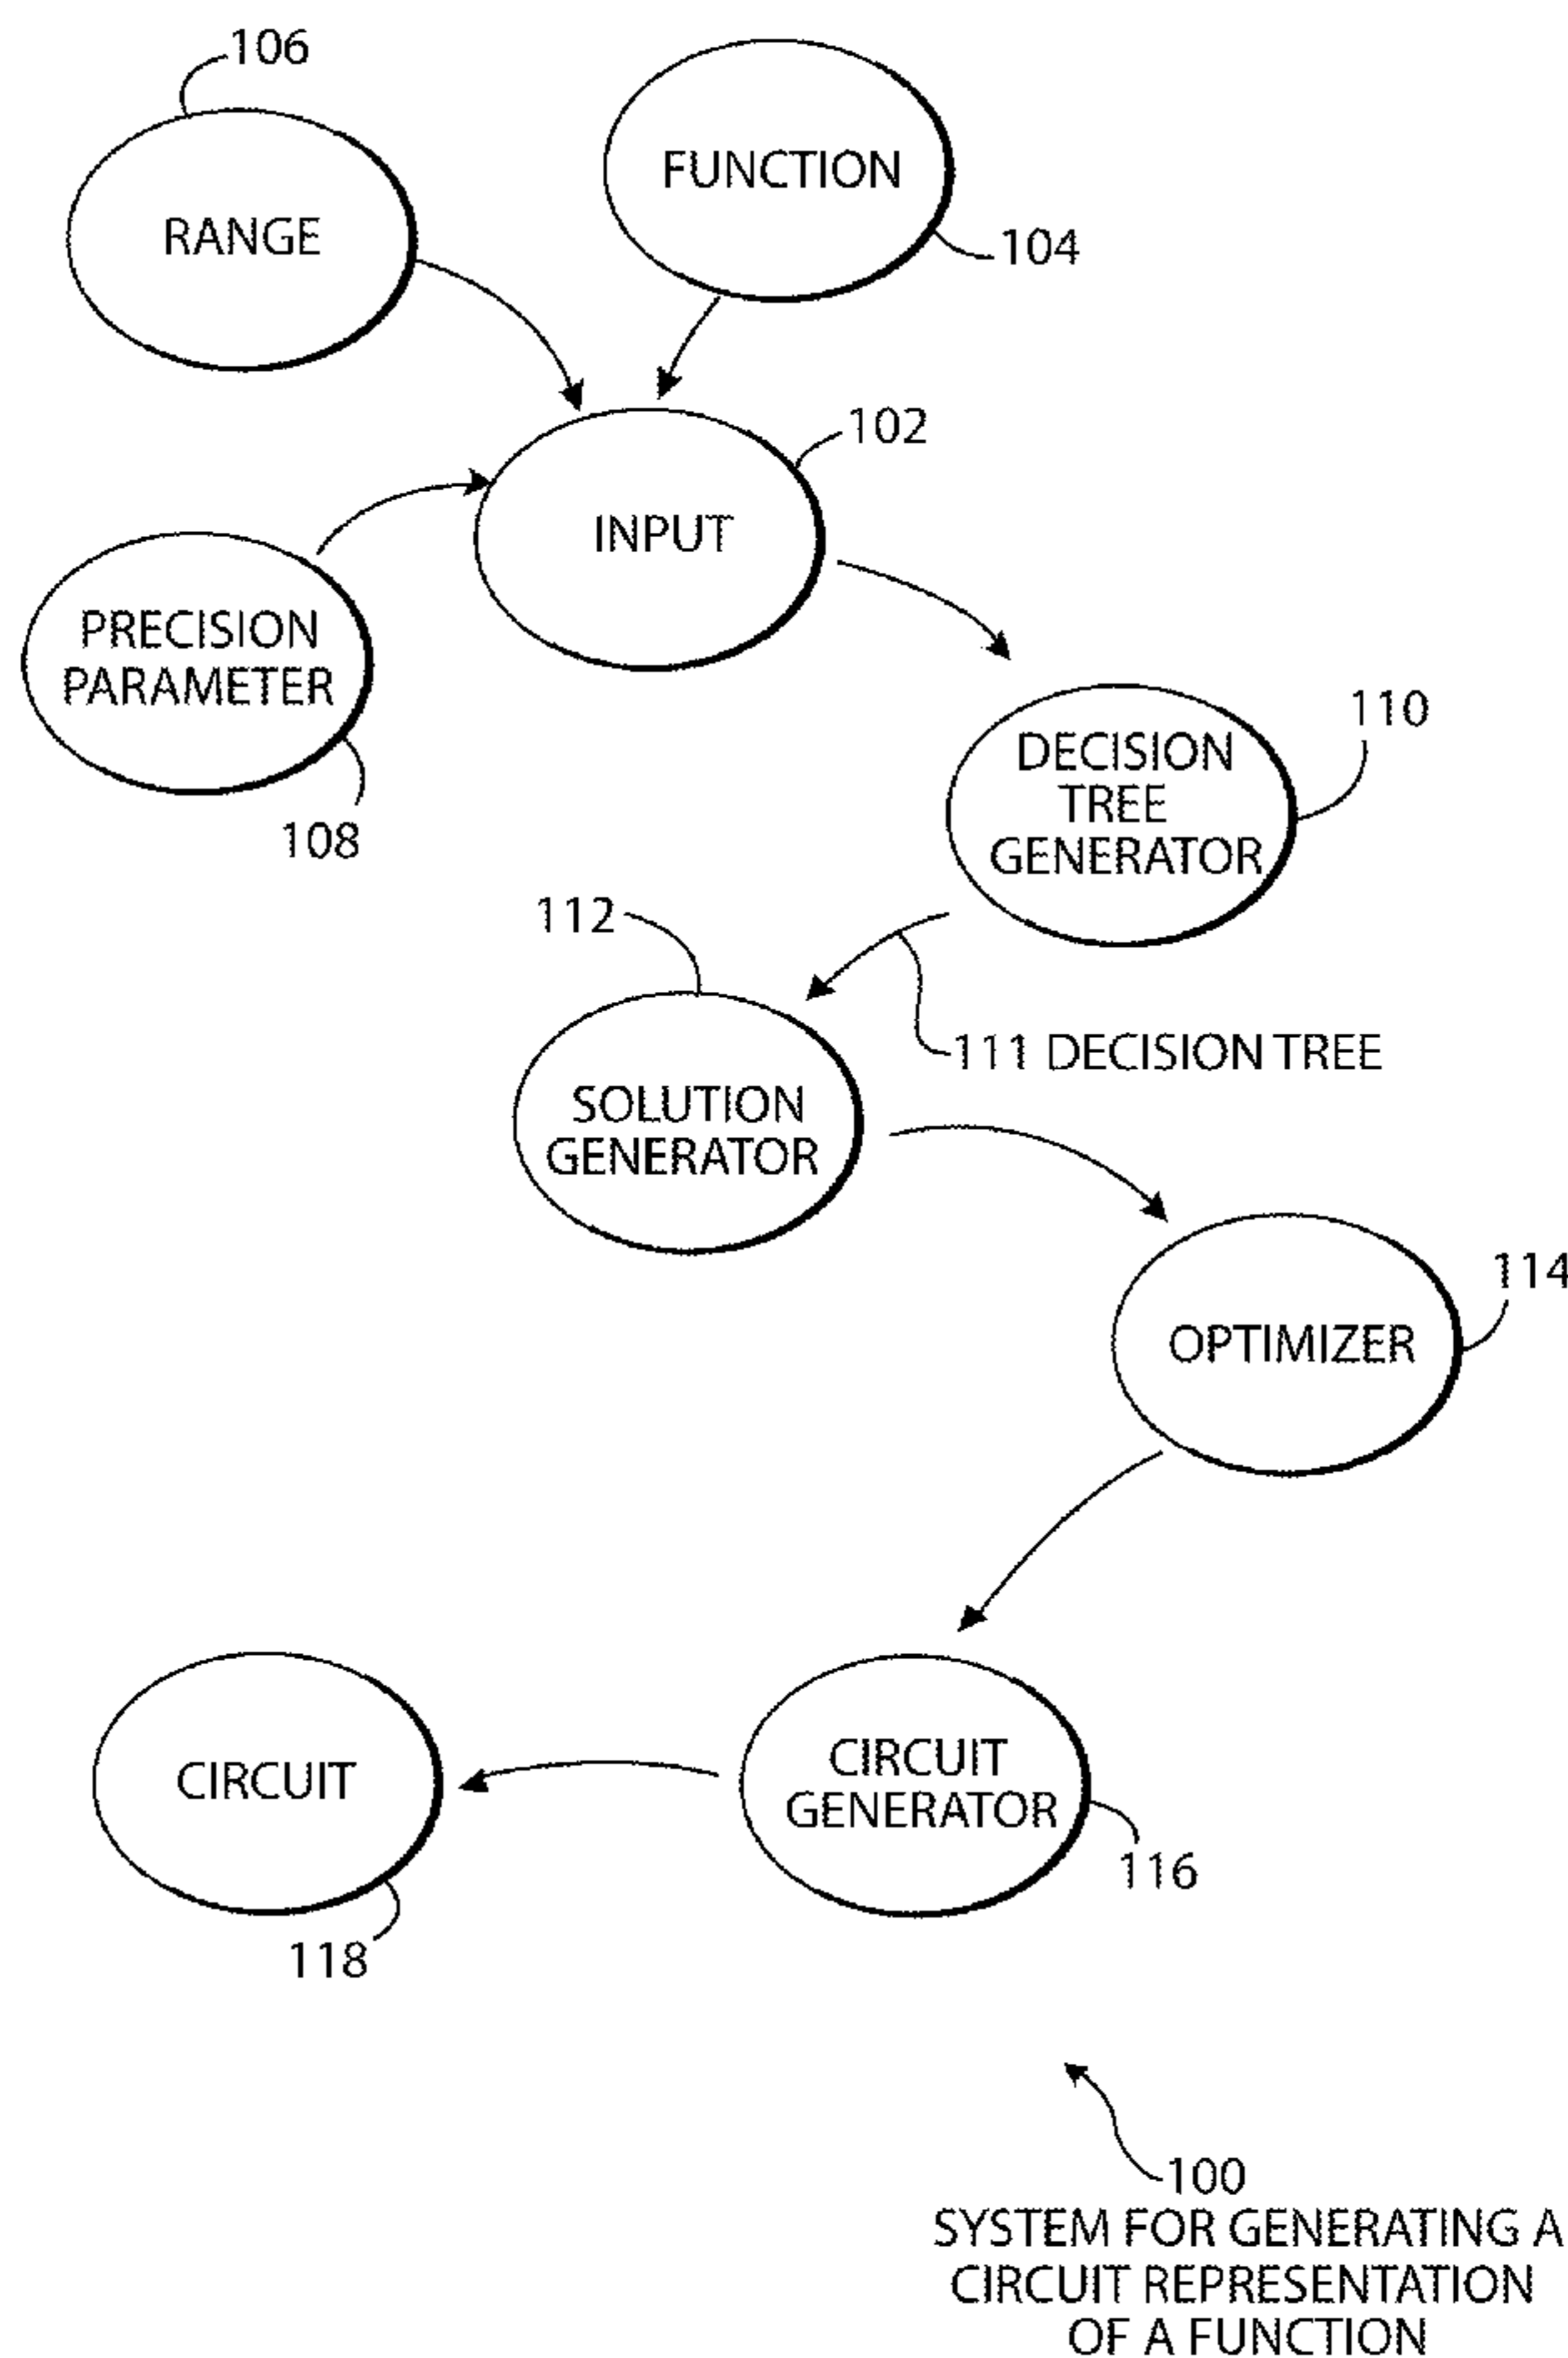 106
FUNCTION
RANGE
104
102
INPUT
PRECISION
PARAMETER
108
110
DECISION
TREE
GENERATOR
112
111 DECISION TREE
SOLUTION
GENERATOR
114
OPTIMIZER
CIRCUIT
GENERATOR
CIRCUIT
116
118
100
SYSTEM FOR GENERATING A
CIRCUIT REPRESENTATION
OF A FUNCTION